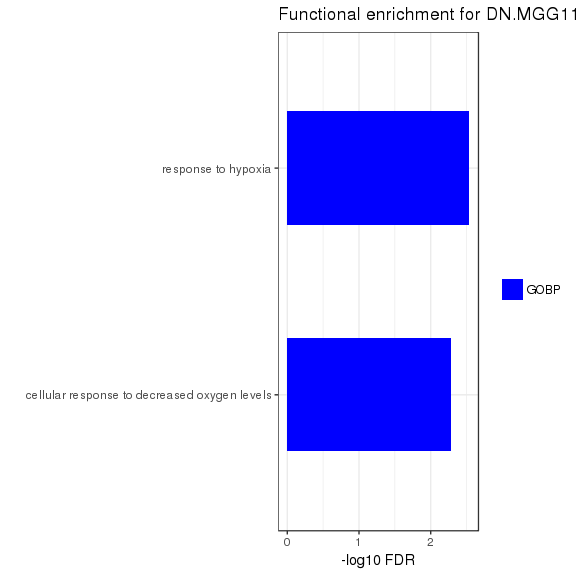 Functional enrichment for DN.MGG11
response to hypoxia
cellular response to decreased oxygen levels
GOBP
0 1 2
-log10 FDR